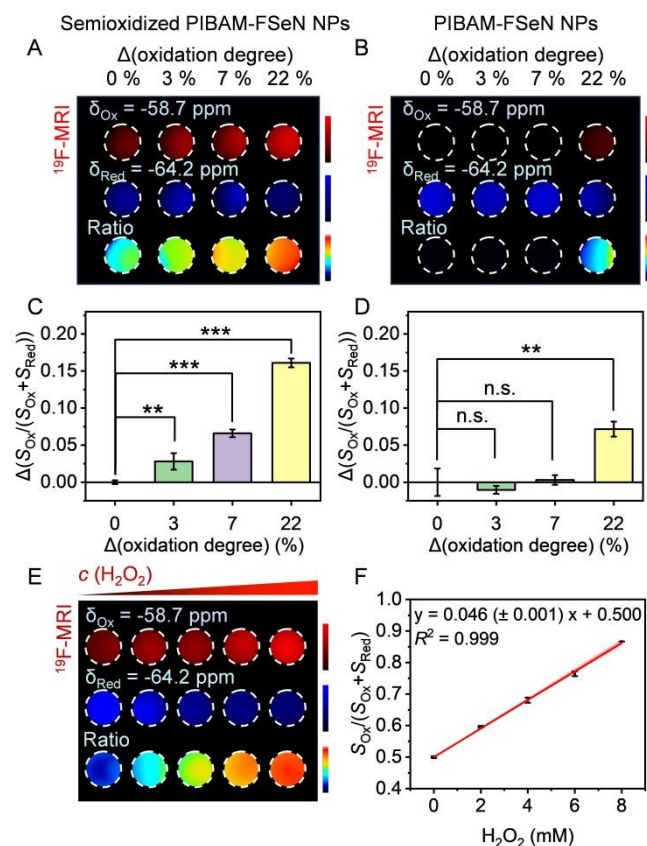 Semioxidized PIBAM-FSeN NPs
PIBAM-FSeN NPs
A
Δ(oxidation degree)
0 % 3 % 7 % 22 %
¹⁹F-MRI
δOx = -58.7 ppm
δRed = -64.2 ppm
Ratio
B
Δ(oxidation degree)
0 % 3 % 7 % 22 %
¹⁹F-MRI
δOx = -58.7 ppm
δRed = -64.2 ppm
Ratio
C
Δ(SOx/(SOx+SRed))
0.15
0.10
0.05
0.00
***
***
**
0 3 7 22
Δ(oxidation degree) (%)
D
Δ(SOx/(SOx+SRed))
0.15
0.10
0.05
0.00
**
n.s.
n.s.
0 3 7 22
Δ(oxidation degree) (%)
E
c (H₂O₂)
¹⁹F-MRI
δOx = -58.7 ppm
δRed = -64.2 ppm
Ratio
F
SOx/(SOx+SRed)
1.0
0.9
0.8
0.7
0.6
0.5
0.4
y = 0.046 (± 0.001) x + 0.500
R² = 0.999
0 2 4 6 8
H₂O₂ (mM)